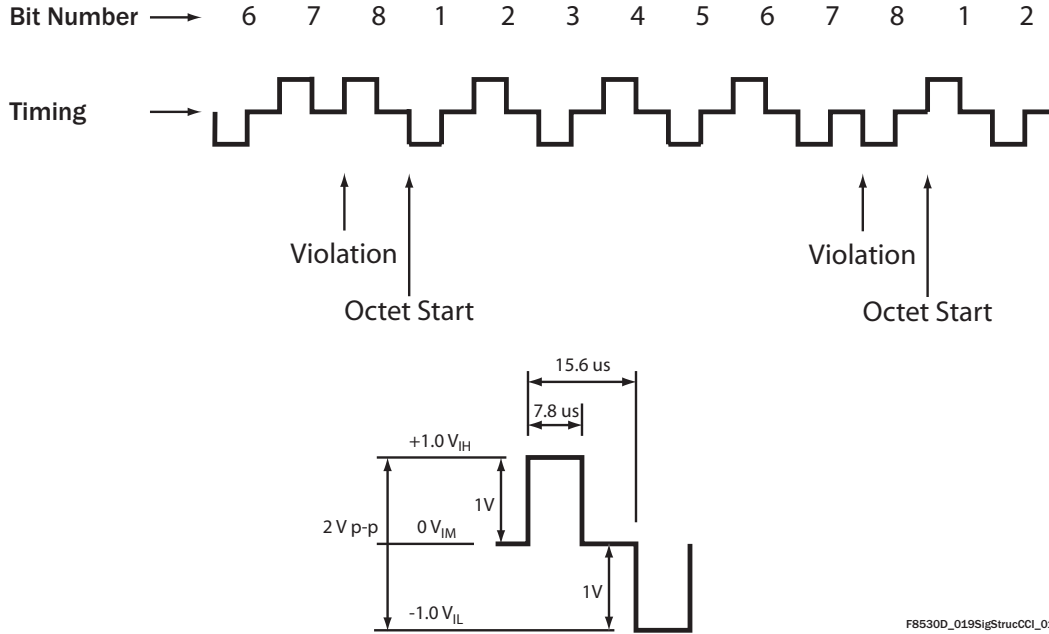 Bit Number 6 7 8 1 2 3 4 5 6 7 8 1 2
Timing
Violation Violation
Octet Start Octet Start
15.6 us
7.8 us
+1.0 VIH
1V
2 V p-p 0 VIM
1V
-1.0 VIL